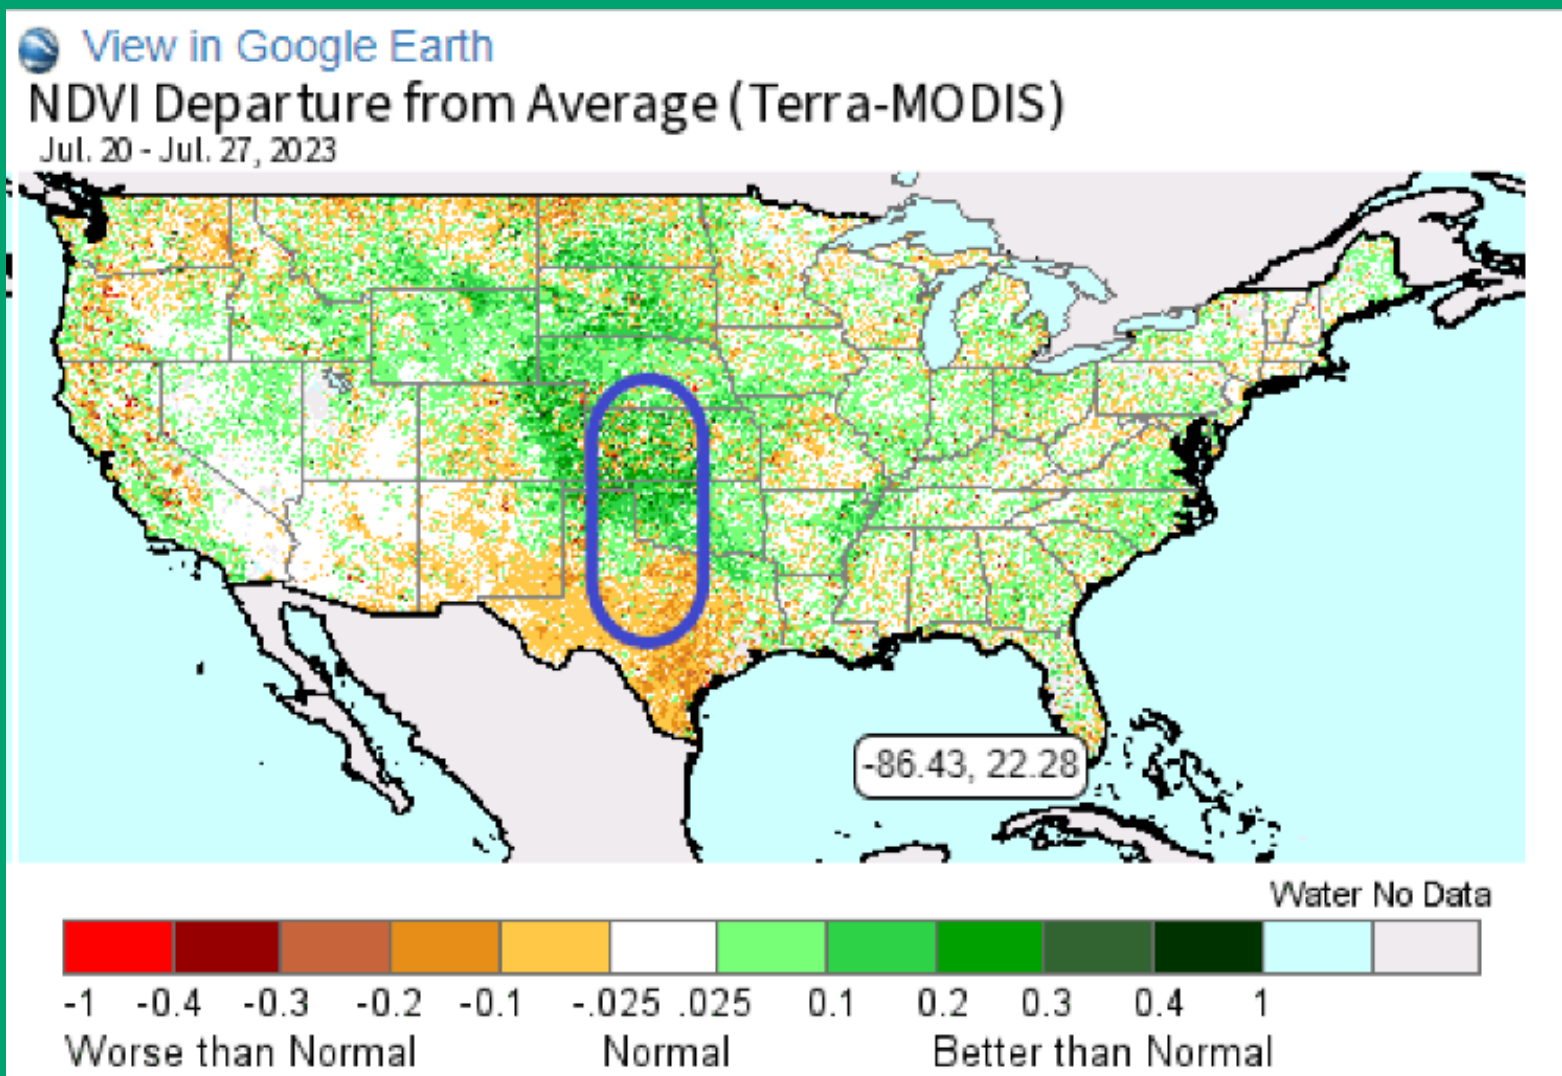 View in Google Earth
NDVI Departure from Average (Terra-MODIS)
Jul. 20 - Jul. 27, 2023
-86.43, 22.28
Water No Data
-1 -0.4 -0.3 -0.2 -0.1 -.025 .025 0.1 0.2 0.3 0.4 1
Worse than Normal Normal Better than Normal